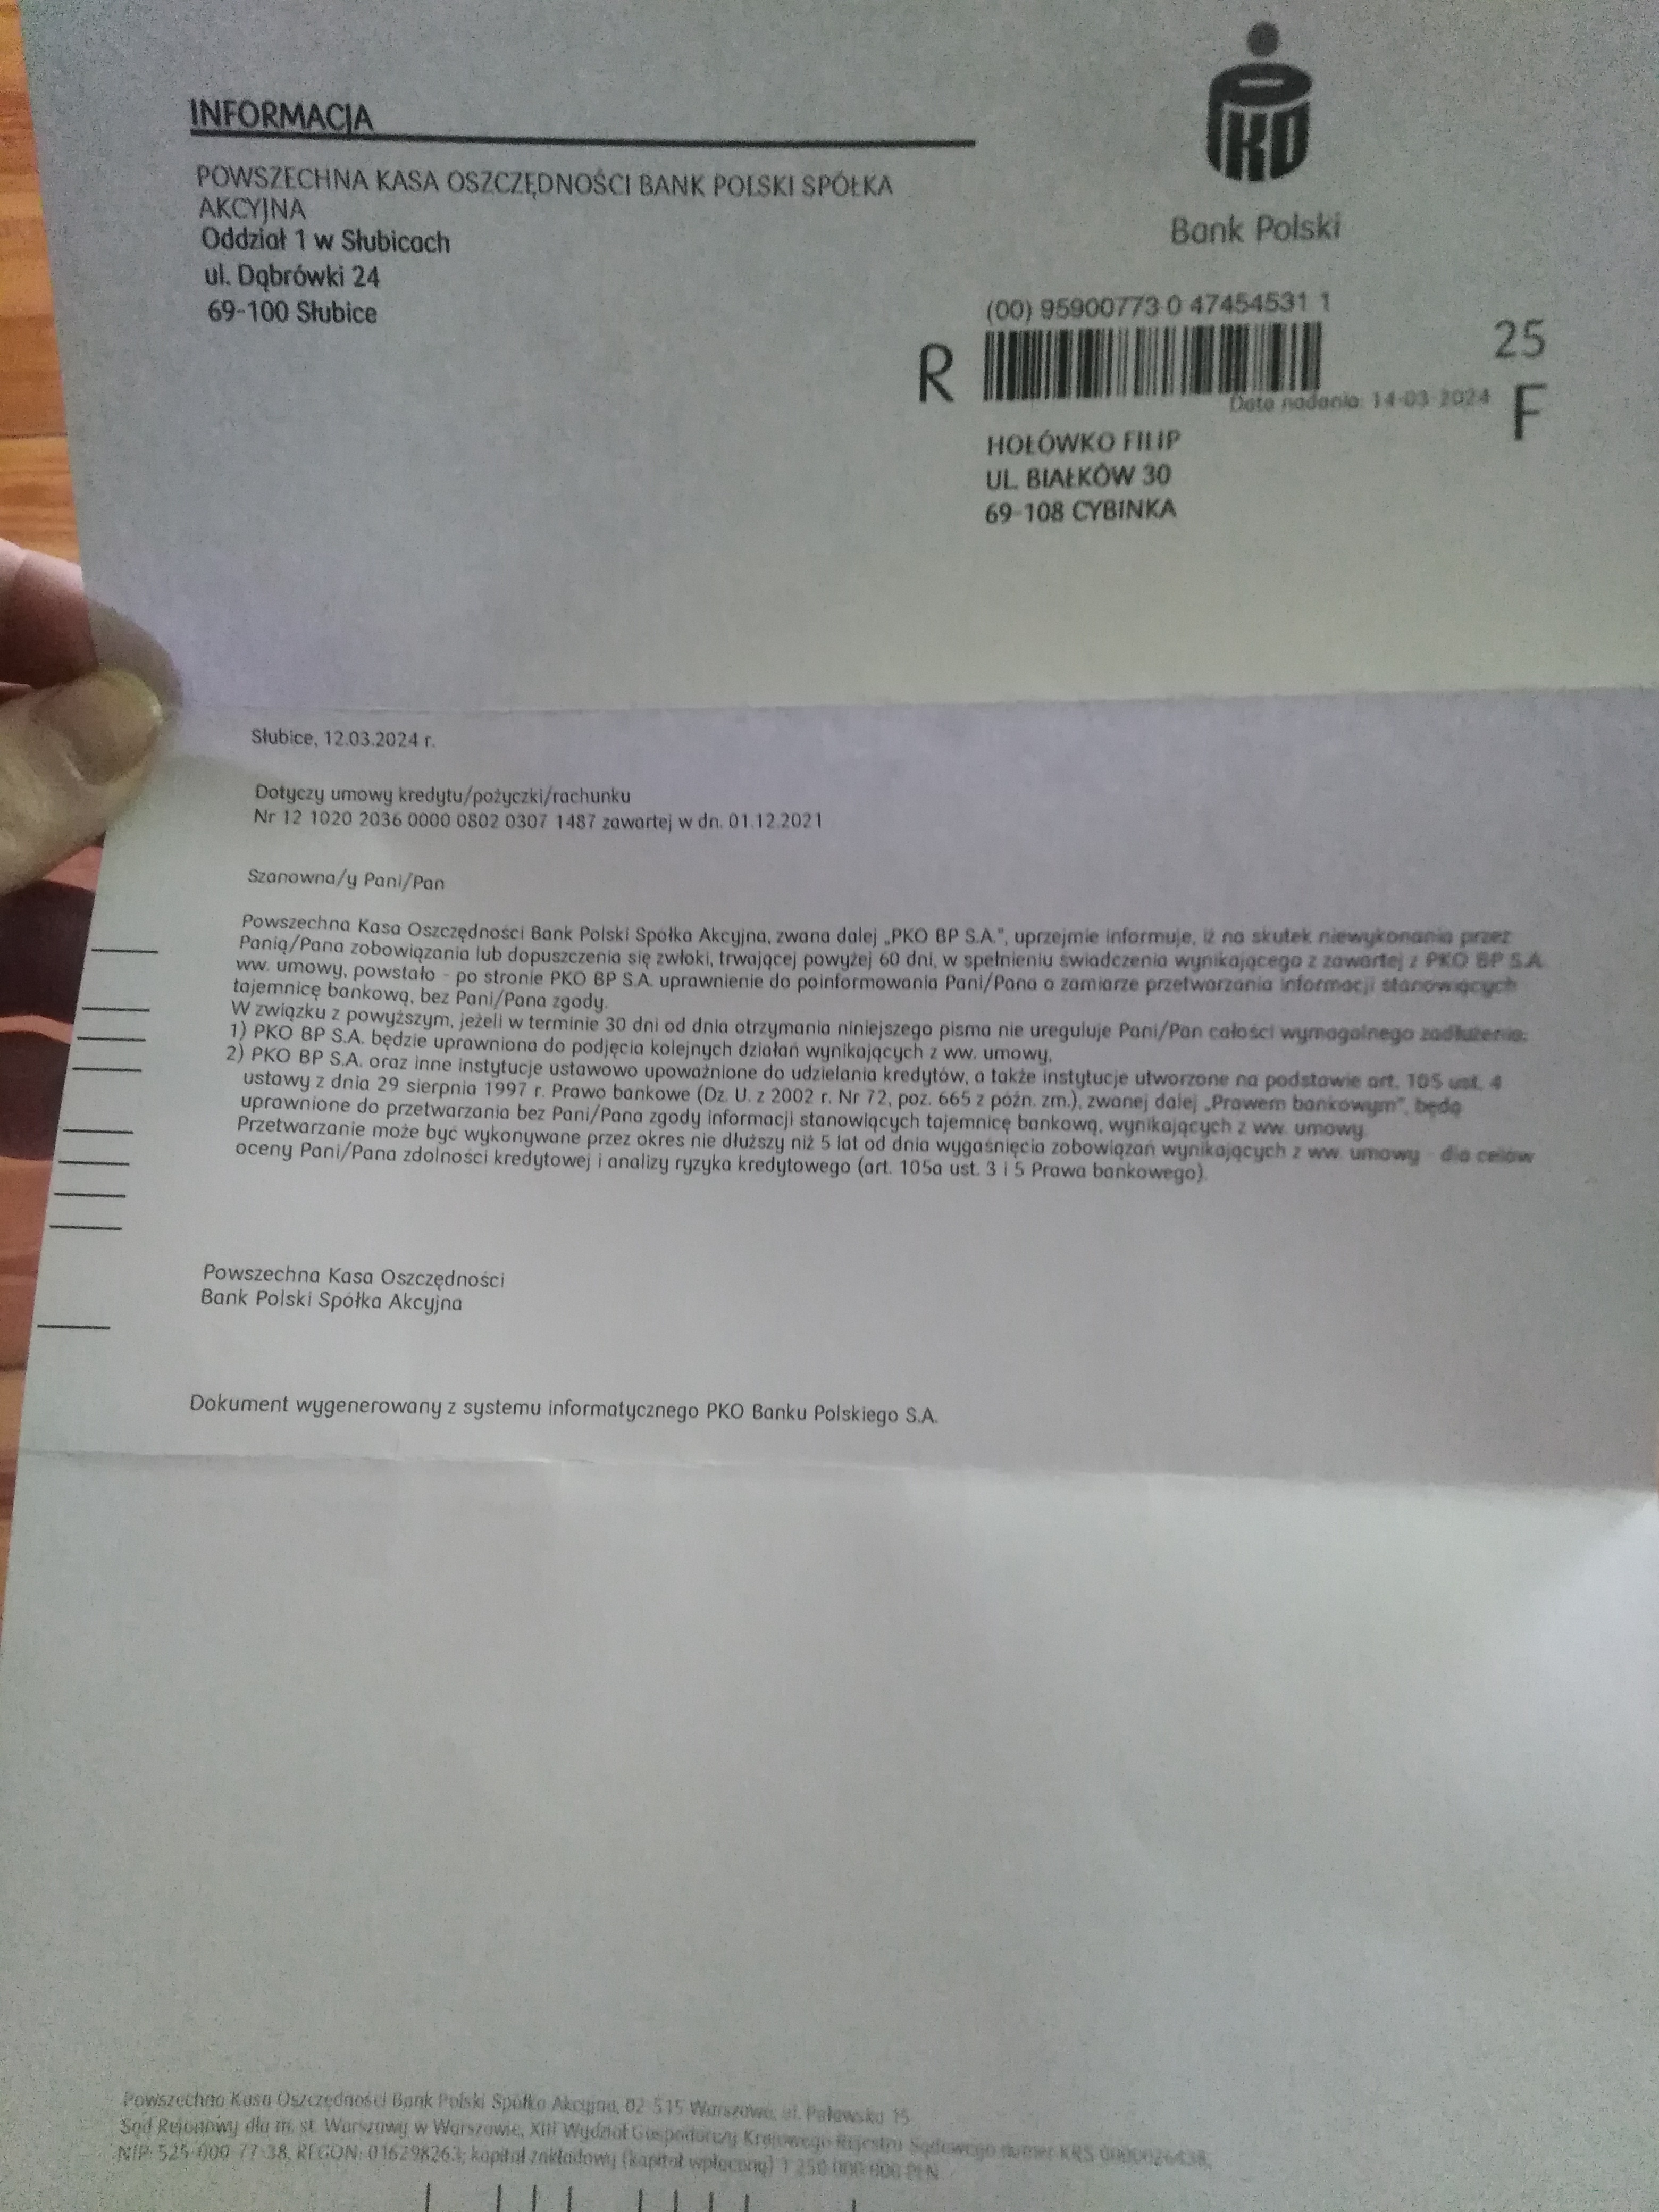 INFORMACJA
PKO
Bank Polski
POWSZECHNA KASA OSZCZĘDNOŚCI BANK POLSKI SPÓŁKA
AKCYJNA
Oddział 1 w Słubicach
ul. Dąbrówki 24
69-100 Słubice
(00) 95900773 0 47454531 1
R
25
F
Data nadania: 14-03-2024
HOŁÓWKO FILIP
UL. BIAŁKÓW 30
69-108 CYBINKA
Słubice, 12.03.2024 r.
Dotyczy umowy kredytu/pożyczki/rachunku
Nr 12 1020 2036 0000 0802 0307 1487 zawartej w dn. 01.12.2021
Szanowna/y Pani/Pan
Powszechna Kasa Oszczędności Bank Polski Spółka Akcyjna, zwana dalej „PKO BP S.A.”, uprzejmie informuje, iż na skutek niewykonania przez
Panią/Pana zobowiązania lub dopuszczenia się zwłoki, trwającej powyżej 60 dni, w spełnieniu świadczenia wynikającego z zawartej z PKO BP S.A.
ww. umowy, powstało - po stronie PKO BP S.A. uprawnienie do poinformowania Pani/Pana o zamiarze przetwarzania informacji stanowiących
tajemnicę bankową, bez Pani/Pana zgody.
W związku z powyższym, jeżeli w terminie 30 dni od dnia otrzymania niniejszego pisma nie ureguluje Pani/Pan całości wymagalnego zadłużenia:
1) PKO BP S.A. będzie uprawniona do podjęcia kolejnych działań wynikających z ww. umowy,
2) PKO BP S.A. oraz inne instytucje ustawowo upoważnione do udzielania kredytów, a także instytucje utworzone na podstawie art. 105 ust. 4
ustawy z dnia 29 sierpnia 1997 r. Prawo bankowe (Dz. U. z 2002 r. Nr 72, poz. 665 z późn. zm.), zwanej dalej „Prawem bankowym”, będą
uprawnione do przetwarzania bez Pani/Pana zgody informacji stanowiących tajemnicę bankową, wynikających z ww. umowy.
Przetwarzanie może być wykonywane przez okres nie dłuższy niż 5 lat od dnia wygaśnięcia zobowiązań wynikających z ww. umowy - dla celów
oceny Pani/Pana zdolności kredytowej i analizy ryzyka kredytowego (art. 105a ust. 3 i 5 Prawa bankowego).
Powszechna Kasa Oszczędności
Bank Polski Spółka Akcyjna
Dokument wygenerowany z systemu informatycznego PKO Banku Polskiego S.A.
Powszechna Kasa Oszczędności Bank Polski Spółka Akcyjna, 02-515 Warszawa, ul. Puławska 15
Sąd Rejonowy dla m. st. Warszawy w Warszawie, XIII Wydział Gospodarczy Krajowego Rejestru Sądowego numer KRS 0000026438,
NIP: 525-000-77-38, REGON: 016298263; kapitał zakładowy (kapitał wpłacony) 1 250 000 000 PLN